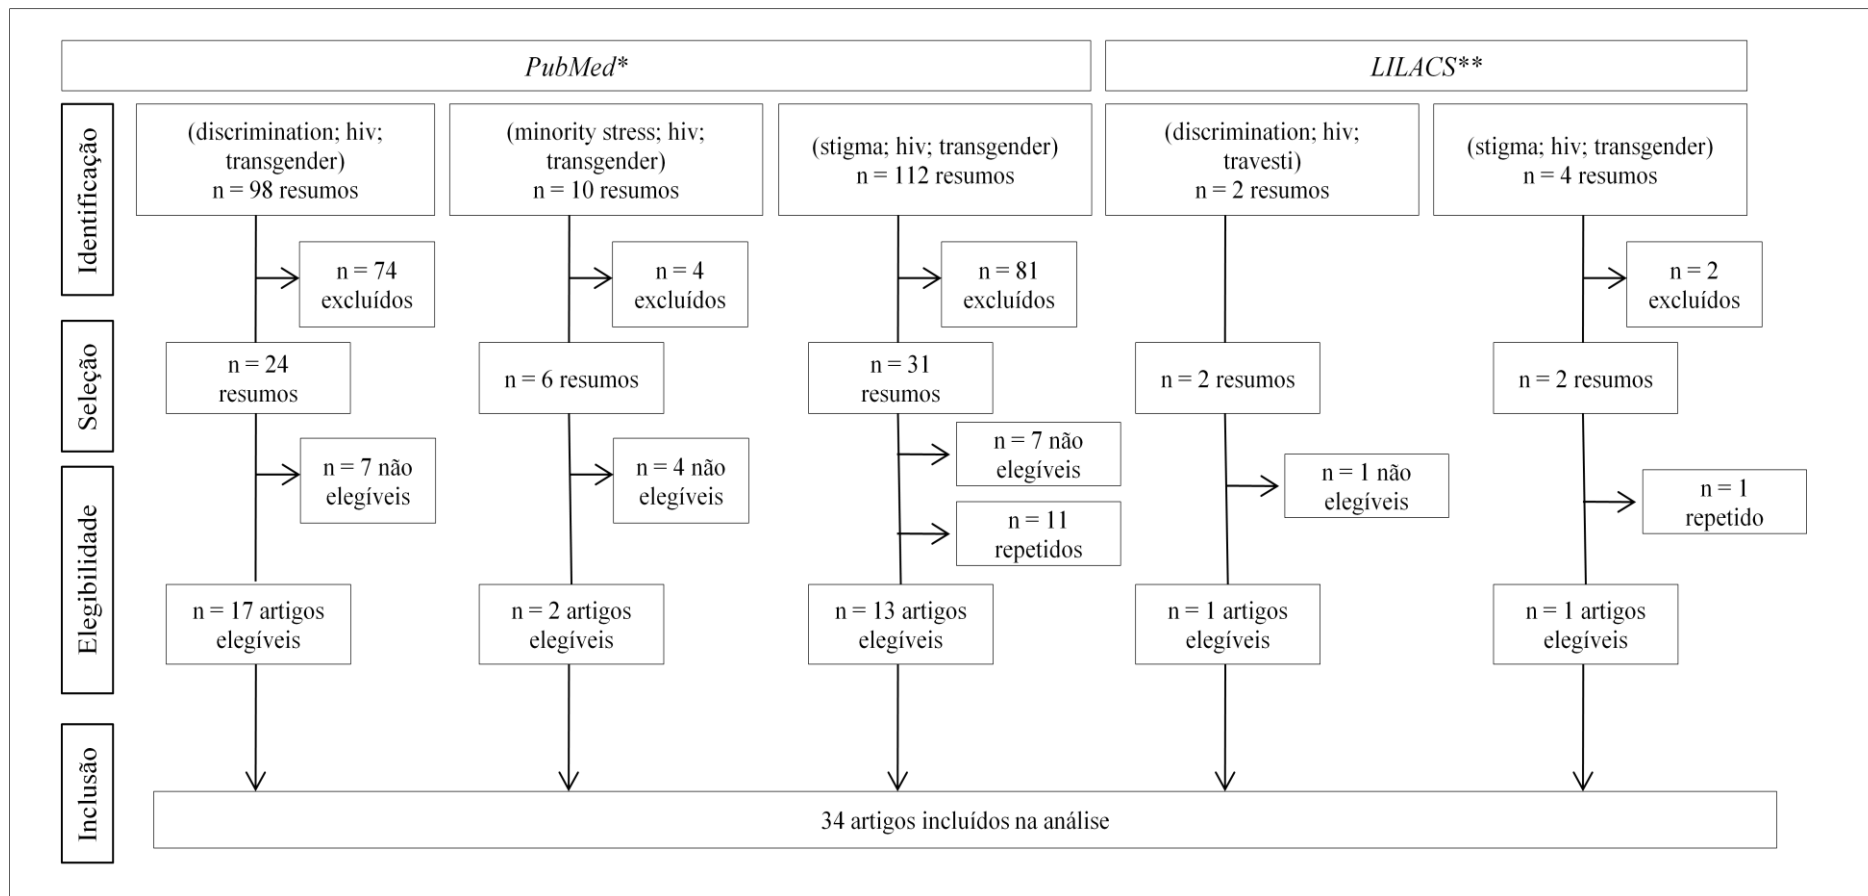 PubMed*
LILACS**
Identificação
(discrimination; hiv;
transgender)
n = 98 resumos
(minority stress; hiv;
transgender)
n = 10 resumos
(stigma; hiv; transgender)
n = 112 resumos
(discrimination; hiv;
travesti)
n = 2 resumos
(stigma; hiv; transgender)
n = 4 resumos
n = 74
excluídos
n = 4
excluídos
n = 81
excluídos
n = 2
excluídos
Seleção
n = 24
resumos
n = 6 resumos
n = 31
resumos
n = 2 resumos
n = 2 resumos
Elegibilidade
n = 7 não
elegíveis
n = 4 não
elegíveis
n = 7 não
elegíveis
n = 11
repetidos
n = 1 não
elegíveis
n = 1
repetido
n = 17 artigos
elegíveis
n = 2 artigos
elegíveis
n = 13 artigos
elegíveis
n = 1 artigos
elegíveis
n = 1 artigos
elegíveis
Inclusão
34 artigos incluídos na análise